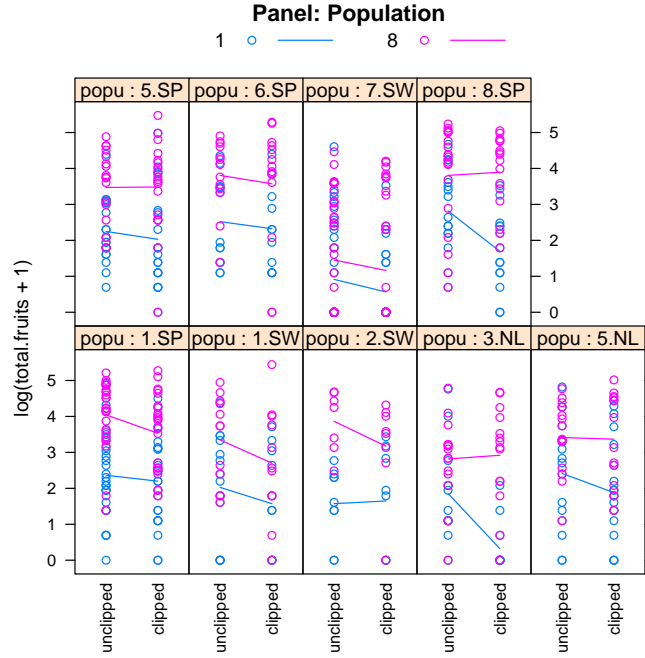 Panel: Population
1 8
popu : 5.SP popu : 6.SP popu : 7.SW popu : 8.SP
5
4
3
2
1
0
log(total.fruits + 1)
popu : 1.SP popu : 1.SW popu : 2.SW popu : 3.NL popu : 5.NL
5
4
3
2
1
0
unclipped clipped unclipped clipped unclipped clipped unclipped clipped unclipped clipped